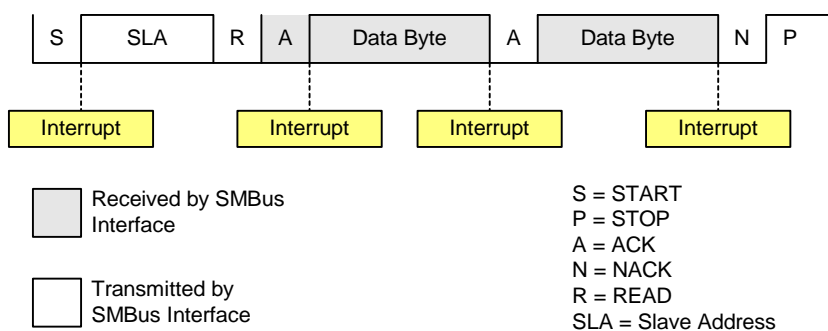 S SLA R A Data Byte A Data Byte N P
Interrupt Interrupt Interrupt Interrupt
Received by SMBus
Interface
Transmitted by
SMBus Interface
S = START
P = STOP
A = ACK
N = NACK
R = READ
SLA = Slave Address